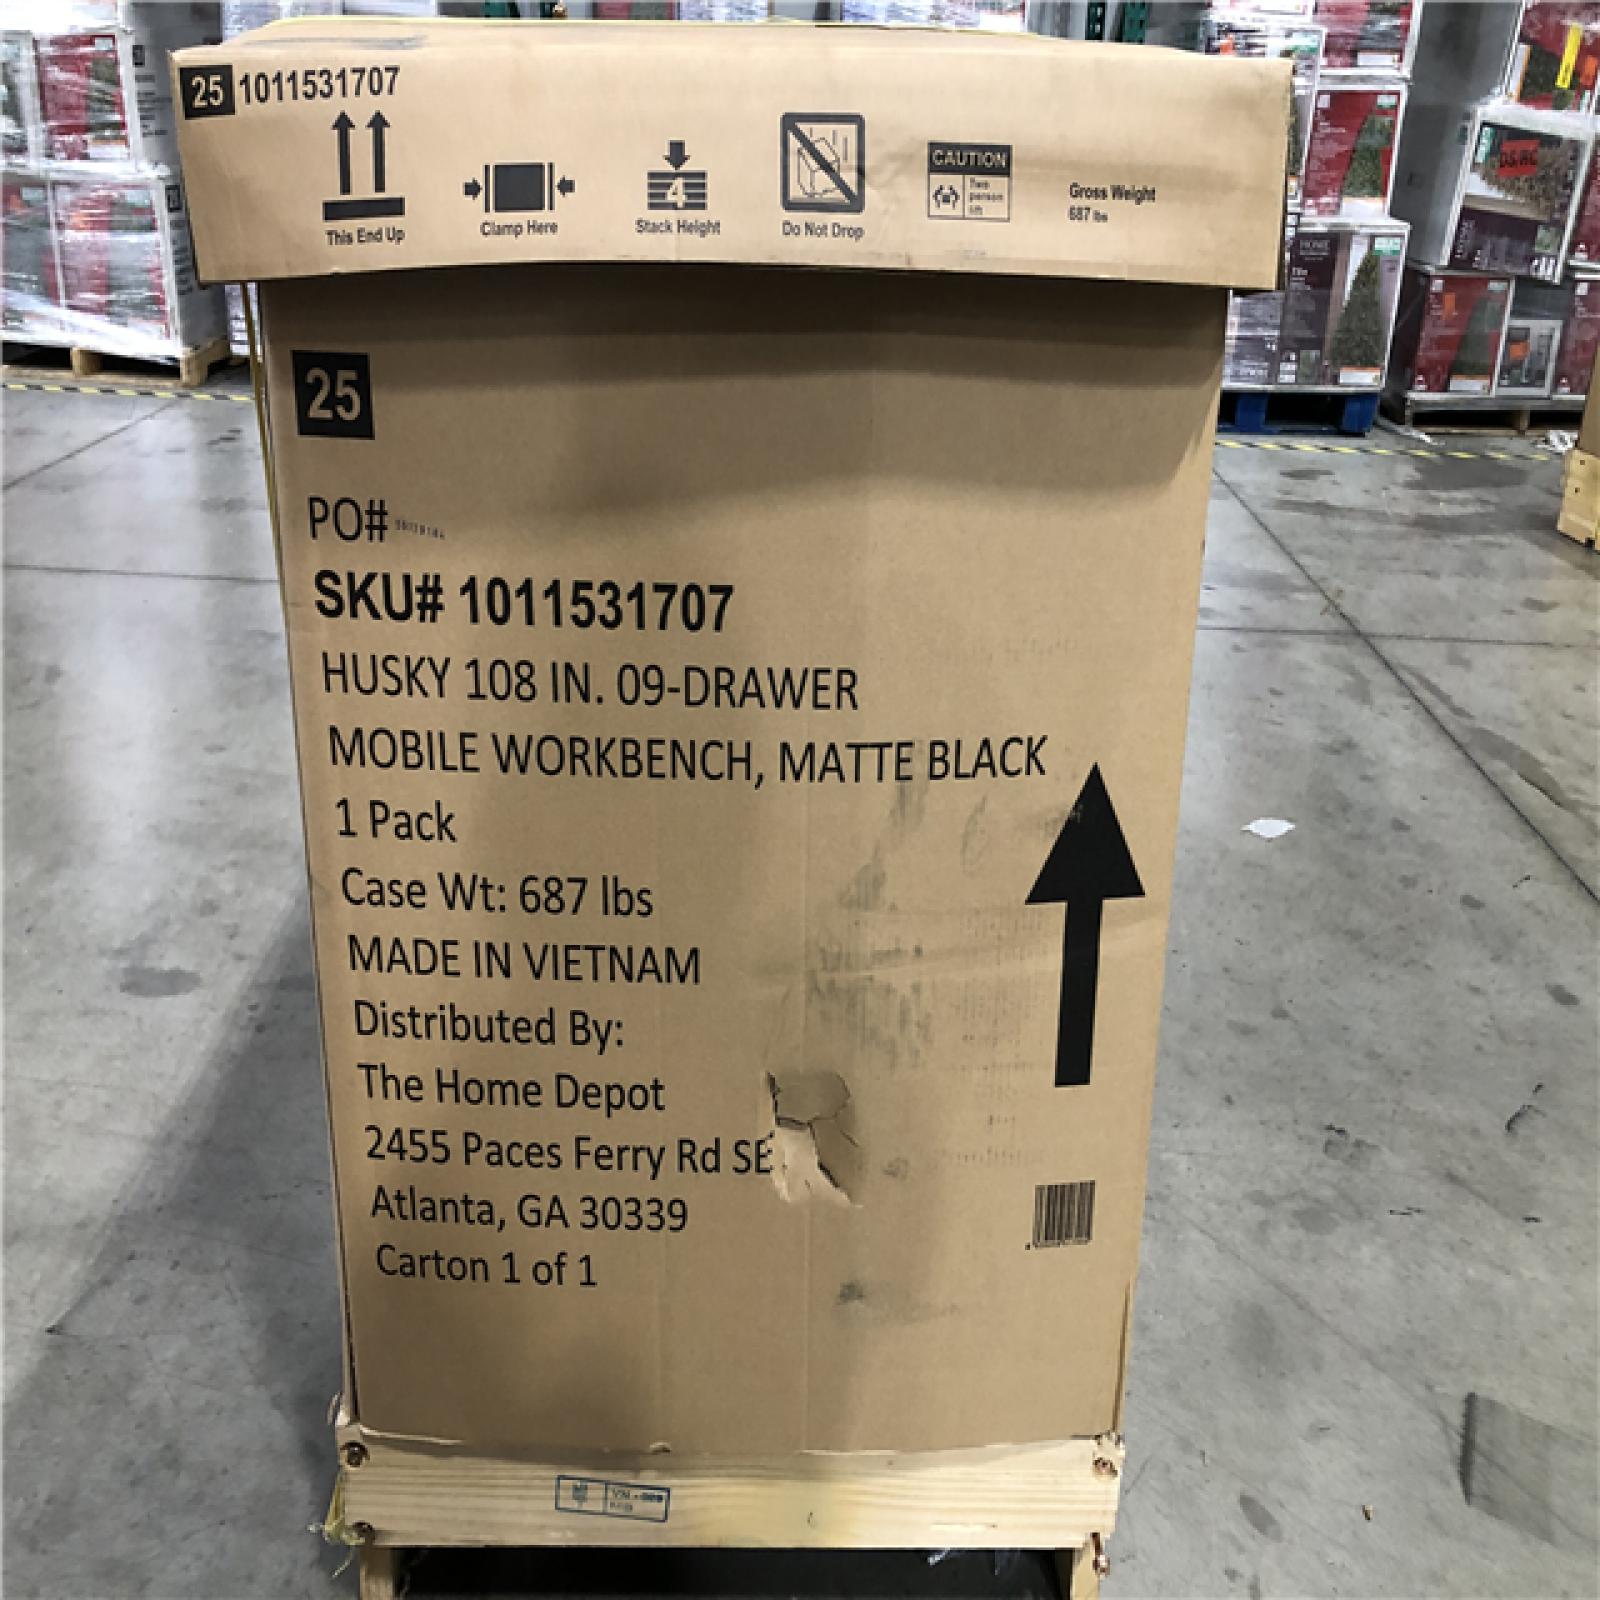 25 1011531707
This End Up
Clamp Here
4
Stack Height
Do Not Drop
CAUTION
Two
person
lift
Gross Weight
687 lbs
25
PO#
SKU# 1011531707
HUSKY 108 IN. 09-DRAWER
MOBILE WORKBENCH, MATTE BLACK
1 Pack
Case Wt: 687 lbs
MADE IN VIETNAM
Distributed By:
The Home Depot
2455 Paces Ferry Rd SE
Atlanta, GA 30339
Carton 1 of 1